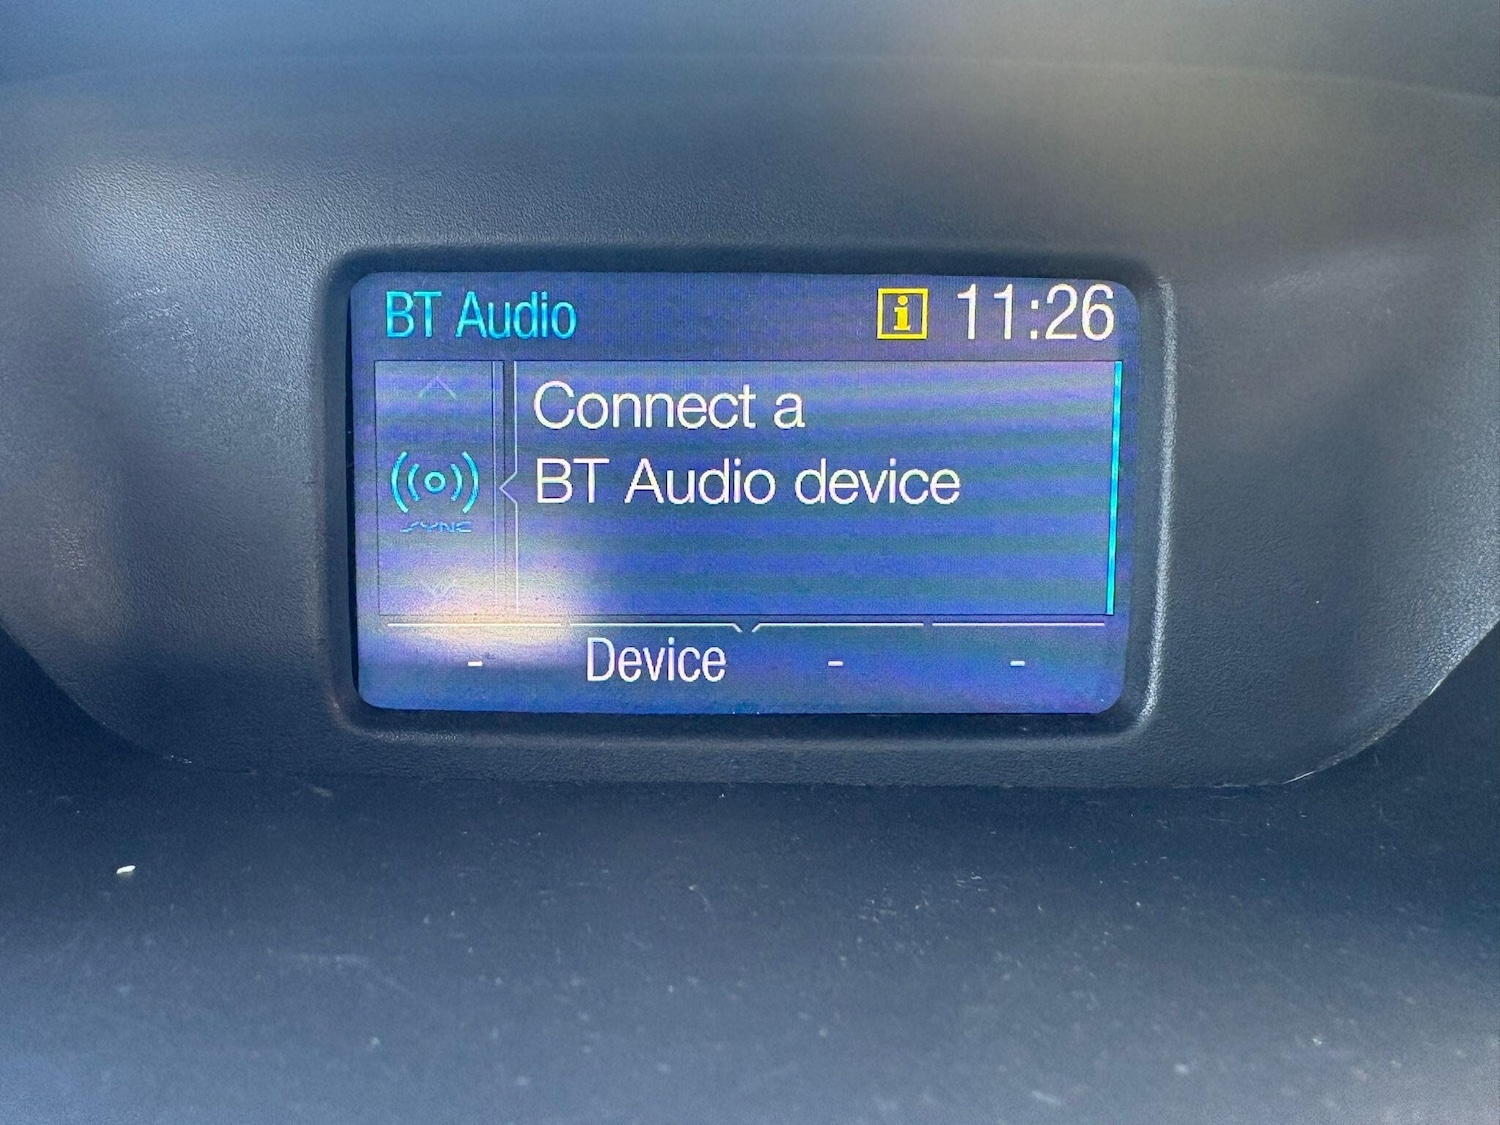 BT Audio i 11:26
Connect a
BT Audio device
SYNC
- Device - -